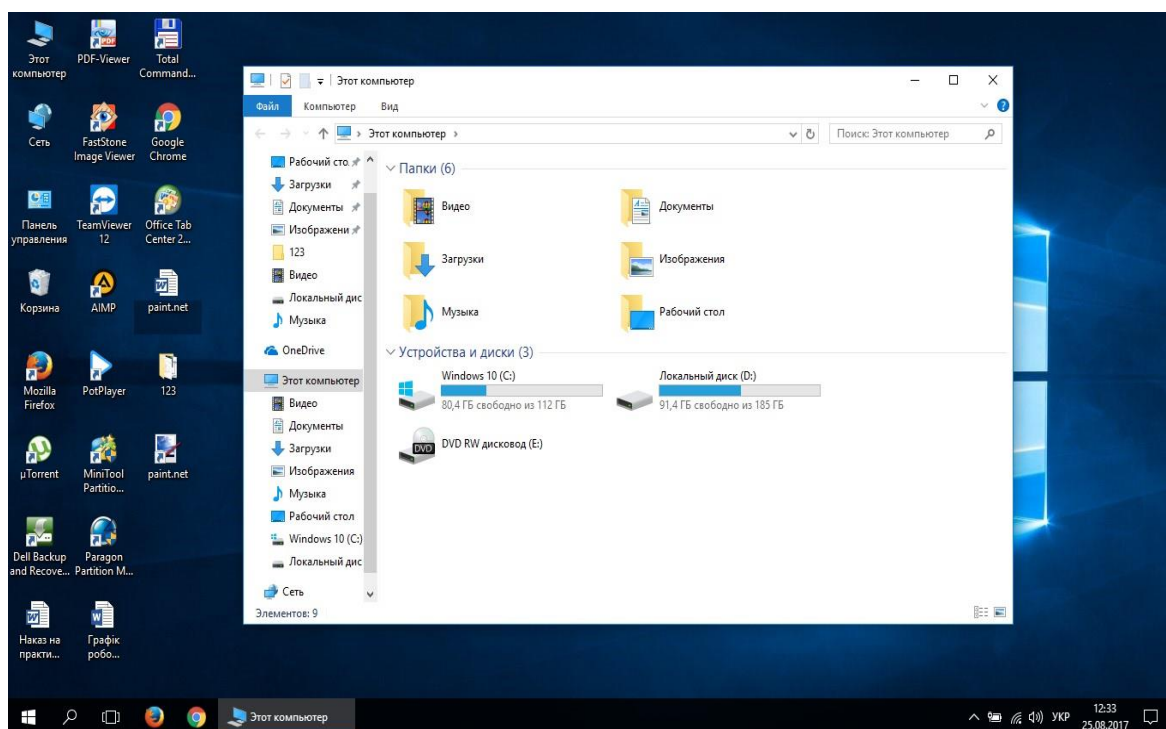 Этот
компьютер
PDF-Viewer
Total
Command...
Сеть
FastStone
Image Viewer
Google
Chrome
Панель
управления
TeamViewer
12
Office Tab
Center 2...
Корзина
AIMP
paint.net
Mozilla
Firefox
PotPlayer
123
µTorrent
MiniTool
Partitio...
paint.net
Dell Backup
and Recove...
Paragon
Partition M...
Наказ на
практи...
Графік
робо...
Этот компьютер
Файл Компьютер Вид
Этот компьютер
Поиск: Этот компьютер
Рабочий сто
Загрузки
Документы
Изображени
123
Видео
Локальный дис
Музыка
OneDrive
Этот компьютер
Видео
Документы
Загрузки
Изображения
Музыка
Рабочий стол
Windows 10 (C:)
Локальный дис
Сеть
Папки (6)
Видео
Документы
Загрузки
Изображения
Музыка
Рабочий стол
Устройства и диски (3)
Windows 10 (C:)
80,4 ГБ свободно из 112 ГБ
Локальный диск (D:)
91,4 ГБ свободно из 185 ГБ
DVD
DVD RW дисковод (E:)
Элементов: 9
Этот компьютер
УКР
12:33
25.08.2017